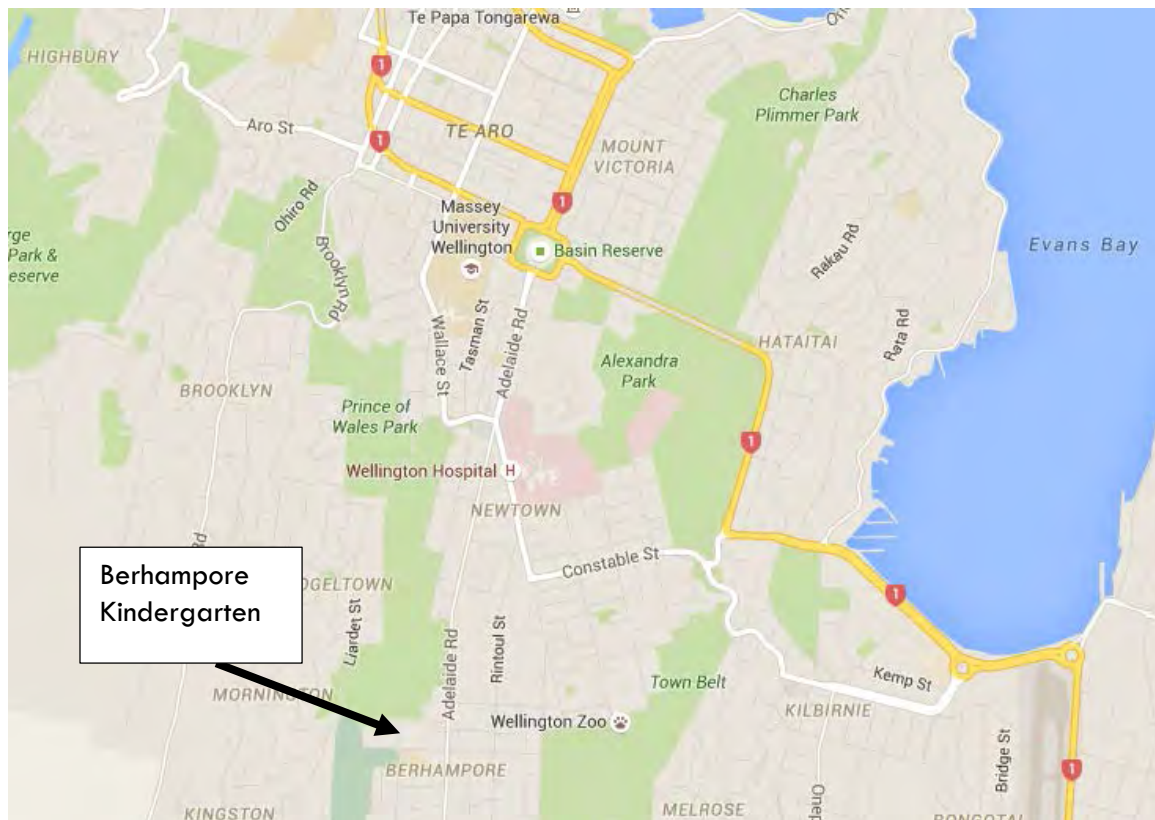 Te Papa Tongarewa
HIGHBURY
1
Charles
Plimmer Park
Aro St
1
TE ARO
MOUNT
VICTORIA
Ohiro Rd
Massey
University
Wellington
1
Basin Reserve
Rakau Rd
Evans Bay
rge
Park &
eserve
Brooklyn Rd
Wallace St
Tasman St
Adelaide Rd
HATAITAI
Rata Rd
Alexandra
Park
BROOKLYN
Prince of
Wales Park
1
Wellington Hospital
H
NEWTOWN
Rd
Constable St
Berhampore
Kindergarten
OGELTOWN
1
Liardet St
Adelaide Rd
Rintoul St
Town Belt
Kemp St
MORNINGTON
Wellington Zoo
KILBIRNIE
Bridge St
BERHAMPORE
1
KINGSTON
MELROSE
Onep